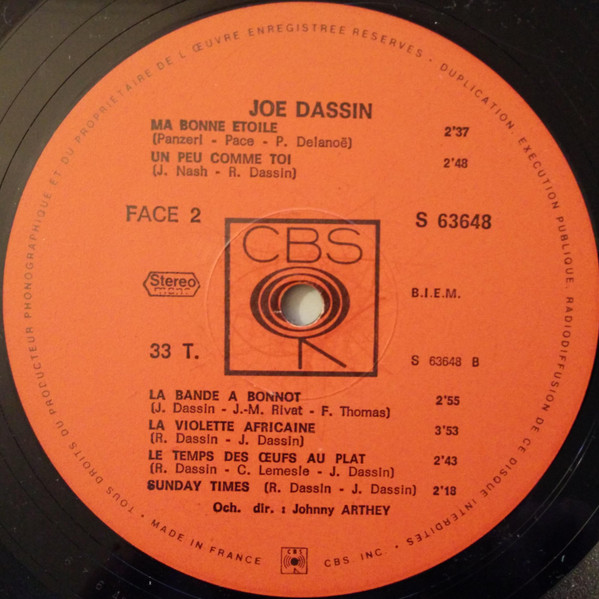 TOUS DROITS DU PRODUCTEUR PHONOGRAPHIQUE ET DU PROPRIETAIRE DE L'ŒUVRE ENREGISTREE RESERVES - DUPLICATION. EXECUTION PUBLIQUE, RADIODIFFUSION DE CE DISQUE INTERDITES •
JOE DASSIN
MA BONNE ETOILE
(Panzeri - Pace - P. Delanoë) 2'37
UN PEU COMME TOI 2'48
(J. Nash - R. Dassin)
FACE 2 S 63648
CBS
Stereo B.I.E.M.
mono
33 T. S 63648 B
LA BANDE A BONNOT 2'55
(J. Dassin - J.-M. Rivat - F. Thomas)
LA VIOLETTE AFRICAINE 3'53
(R. Dassin - J. Dassin)
LE TEMPS DES ŒUFS AU PLAT 2'43
(R. Dassin - C. Lemesle - J. Dassin)
SUNDAY TIMES (R. Dassin - J. Dassin) 2'18
Och. dir. : Johnny ARTHEY
• MADE IN FRANCE CBS CBS INC. •